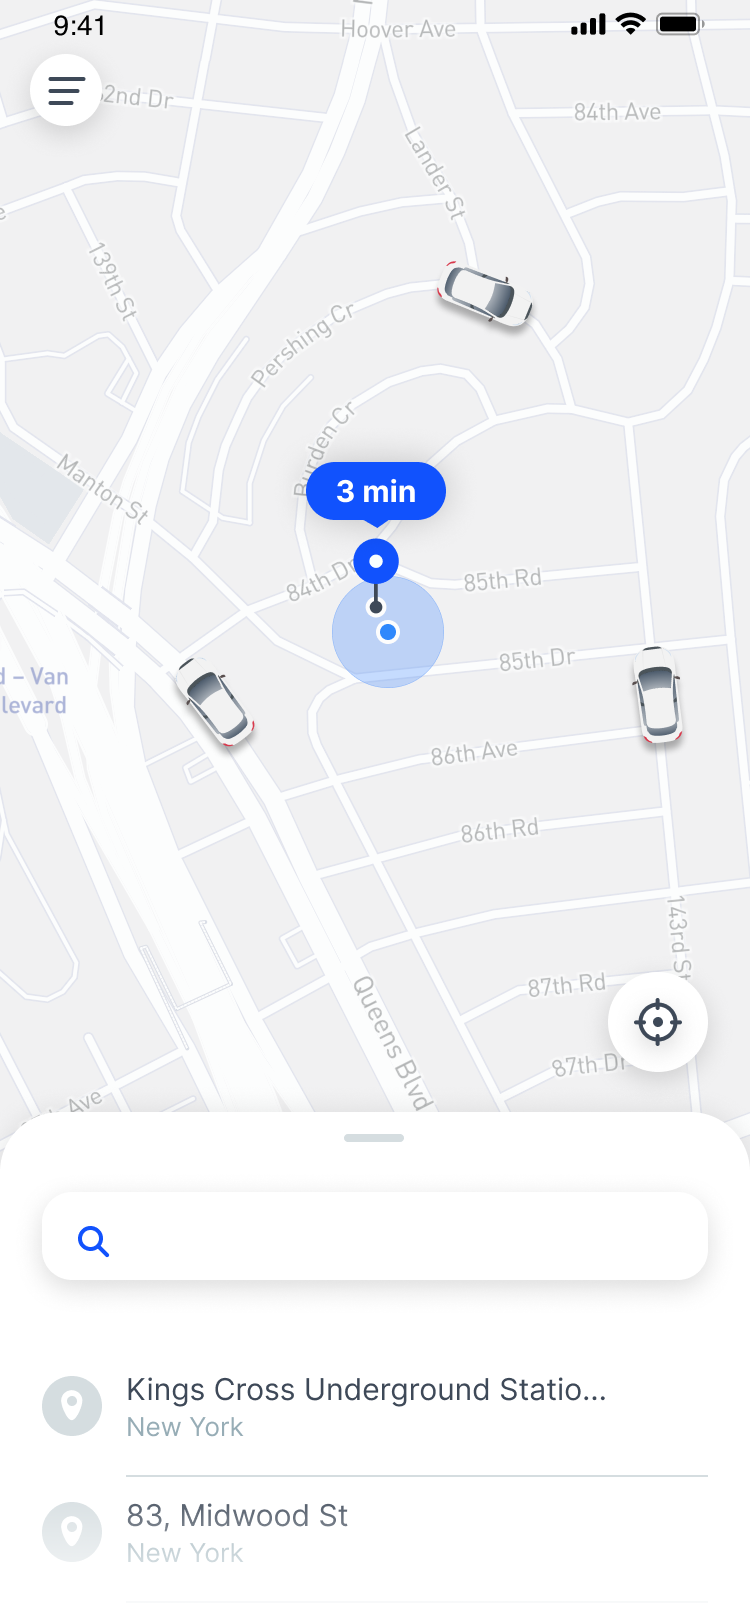 9:41
Hoover Ave
2nd Dr
84th Ave
Lander St
139th St
Pershing Cr
Burden Cr
Manton St
3 min
84th Dr
85th Rd
85th Dr
d – Van
levard
86th Ave
86th Rd
143rd St
87th Rd
Queens Blvd
87th Dr
Ave
Kings Cross Underground Statio...
New York
83, Midwood St
New York